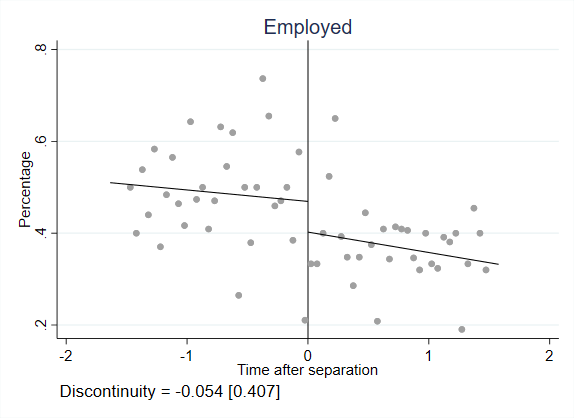 Employed
Percentage
.8
.6
.4
.2
-2 -1 0 1 2
Time after separation
Discontinuity = -0.054 [0.407]